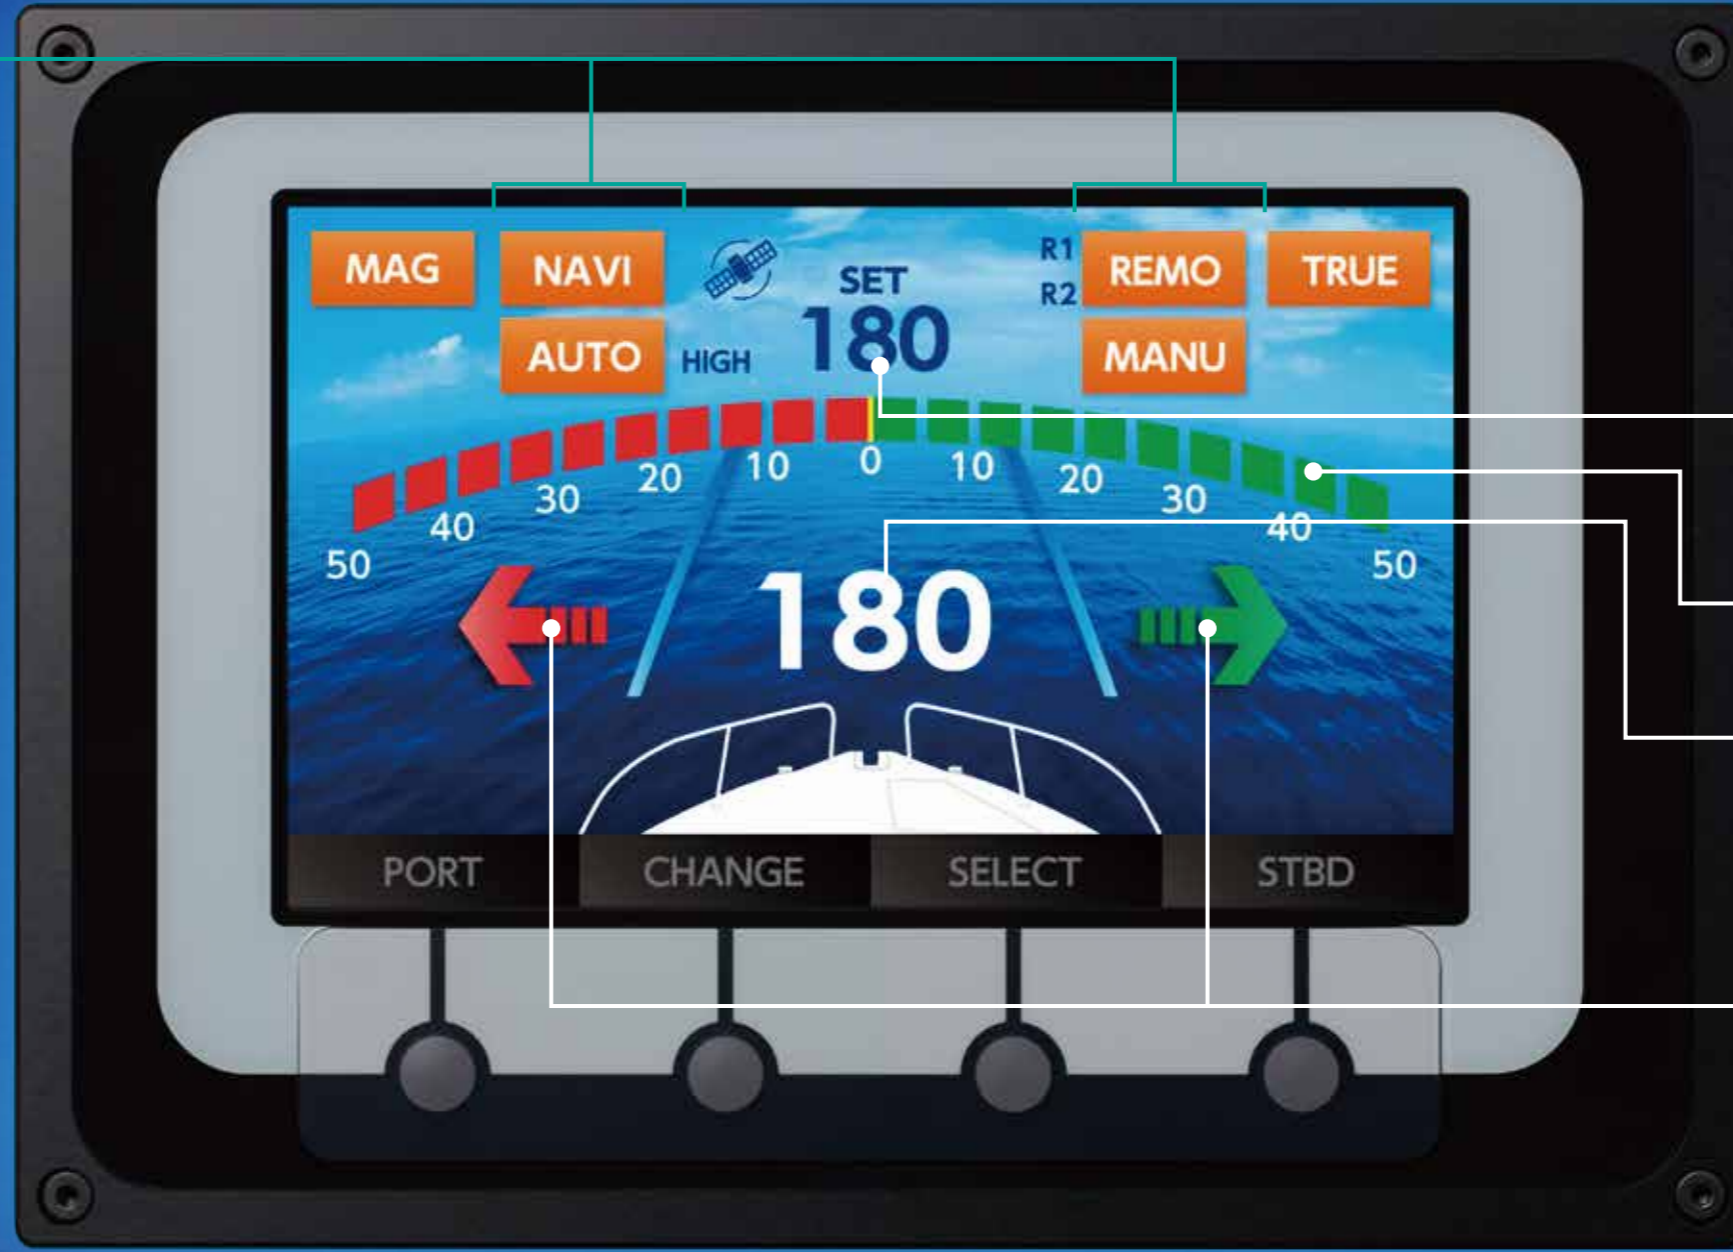 MAG NAVI SET R1 REMO TRUE
R2
AUTO HIGH 180 MANU
50 40 30 20 10 0 10 20 30 40 50
180
PORT CHANGE SELECT STBD